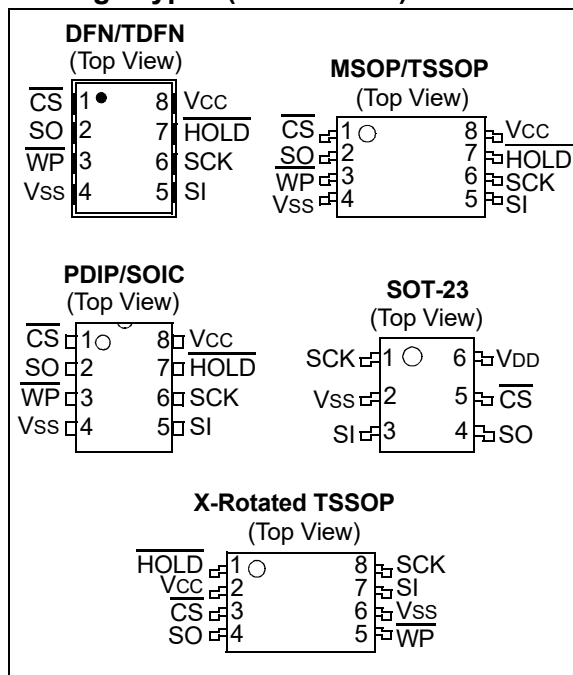 DFN/TDFN
(Top View)
CS 1 8 VCC
SO 2 7 HOLD
WP 3 6 SCK
VSS 4 5 SI
MSOP/TSSOP
(Top View)
CS 1 8 VCC
SO 2 7 HOLD
WP 3 6 SCK
VSS 4 5 SI
PDIP/SOIC
(Top View)
CS 1 8 VCC
SO 2 7 HOLD
WP 3 6 SCK
VSS 4 5 SI
SOT-23
(Top View)
SCK 1 6 VDD
VSS 2 5 CS
SI 3 4 SO
X-Rotated TSSOP
(Top View)
HOLD 1 8 SCK
VCC 2 7 SI
CS 3 6 VSS
SO 4 5 WP